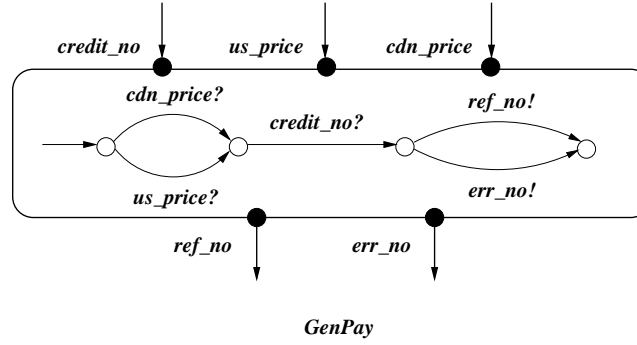 credit_no us_price cdn_price
cdn_price? ref_no!
credit_no?
us_price? err_no!
ref_no err_no
GenPay